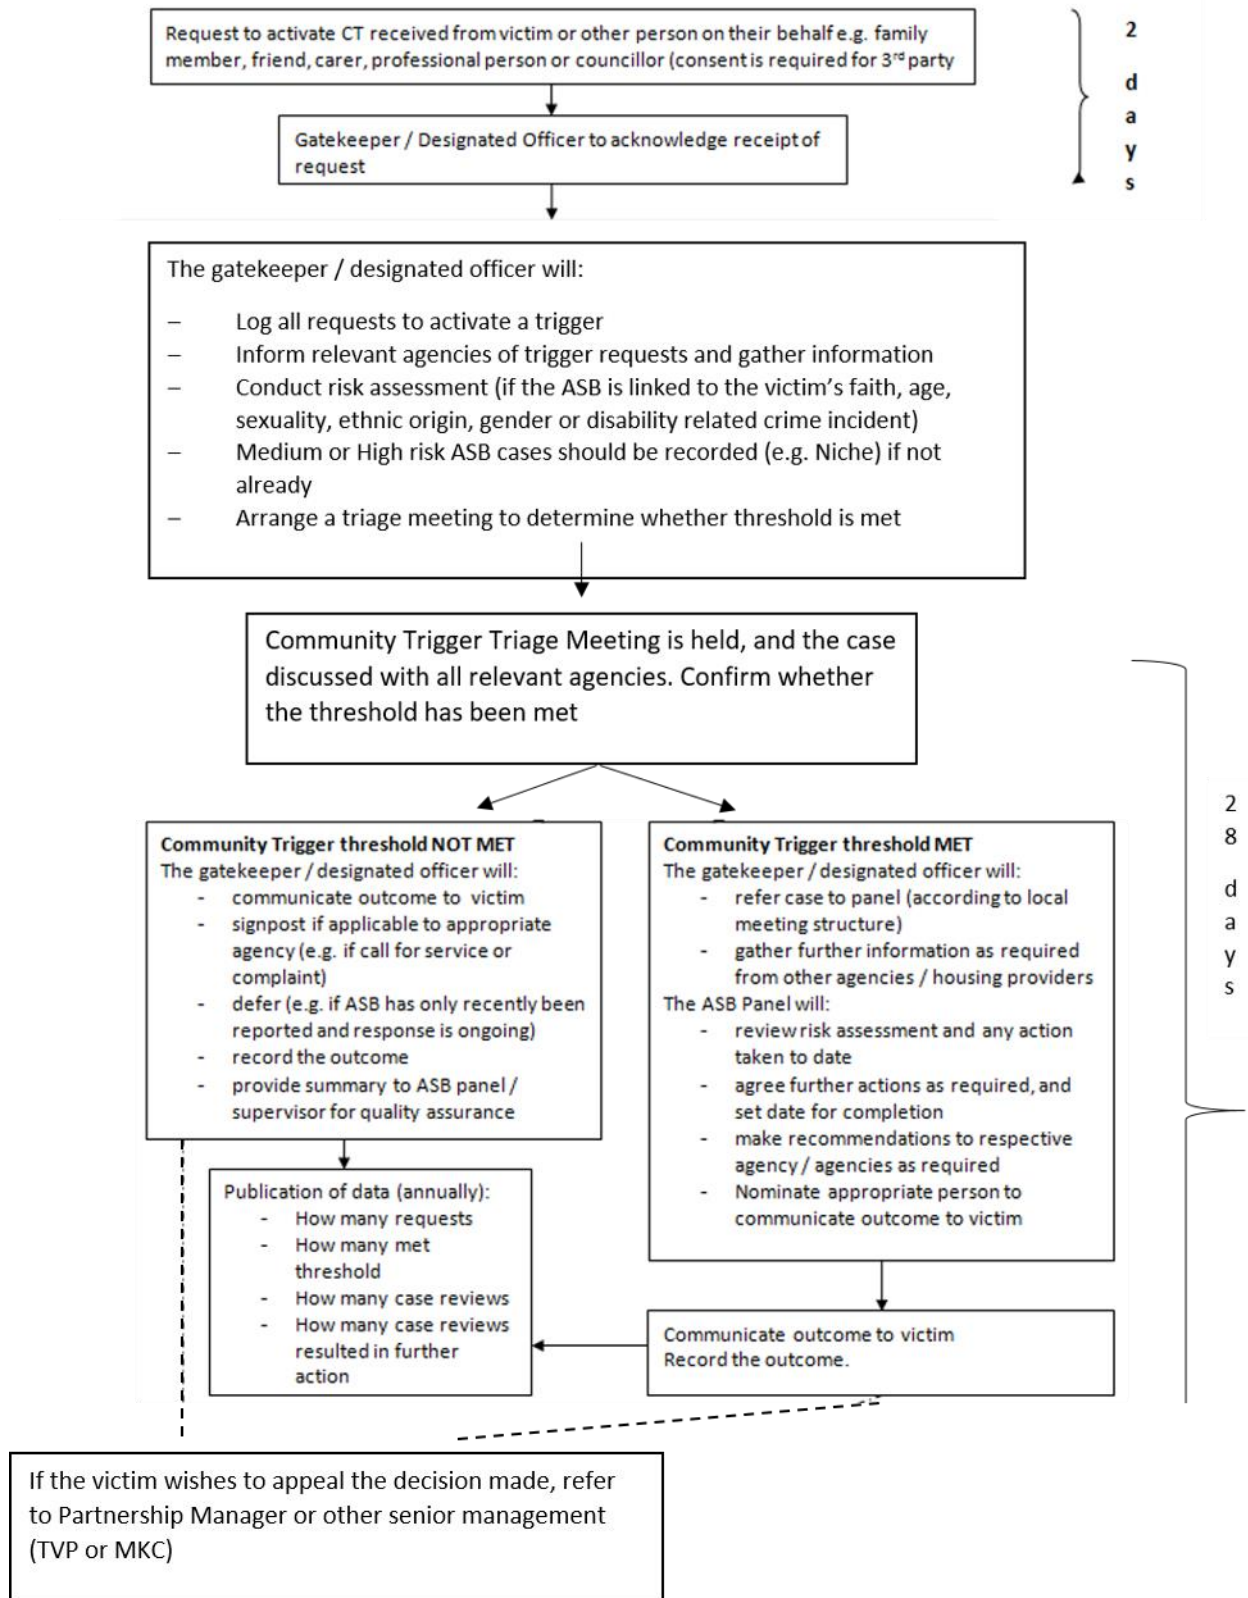 Request to activate CT received from victim or other person on their behalf e.g. family
member, friend, carer, professional person or councillor (consent is required for 3rd party
2
d
a
y
s
Gatekeeper / Designated Officer to acknowledge receipt of
request
The gatekeeper / designated officer will:
– Log all requests to activate a trigger
– Inform relevant agencies of trigger requests and gather information
– Conduct risk assessment (if the ASB is linked to the victim’s faith, age,
sexuality, ethnic origin, gender or disability related crime incident)
– Medium or High risk ASB cases should be recorded (e.g. Niche) if not
already
– Arrange a triage meeting to determine whether threshold is met
Community Trigger Triage Meeting is held, and the case
discussed with all relevant agencies. Confirm whether
the threshold has been met
2
8
d
a
y
s
Community Trigger threshold NOT MET
The gatekeeper / designated officer will:
- communicate outcome to victim
- signpost if applicable to appropriate
agency (e.g. if call for service or
complaint)
- defer (e.g. if ASB has only recently been
reported and response is ongoing)
- record the outcome
- provide summary to ASB panel /
supervisor for quality assurance
Community Trigger threshold MET
The gatekeeper / designated officer will:
- refer case to panel (according to local
meeting structure)
- gather further information as required
from other agencies / housing providers
The ASB Panel will:
- review risk assessment and any action
taken to date
- agree further actions as required, and
set date for completion
- make recommendations to respective
agency / agencies as required
- Nominate appropriate person to
communicate outcome to victim
Publication of data (annually):
- How many requests
- How many met
threshold
- How many case reviews
- How many case reviews
resulted in further
action
Communicate outcome to victim
Record the outcome.
If the victim wishes to appeal the decision made, refer
to Partnership Manager or other senior management
(TVP or MKC)